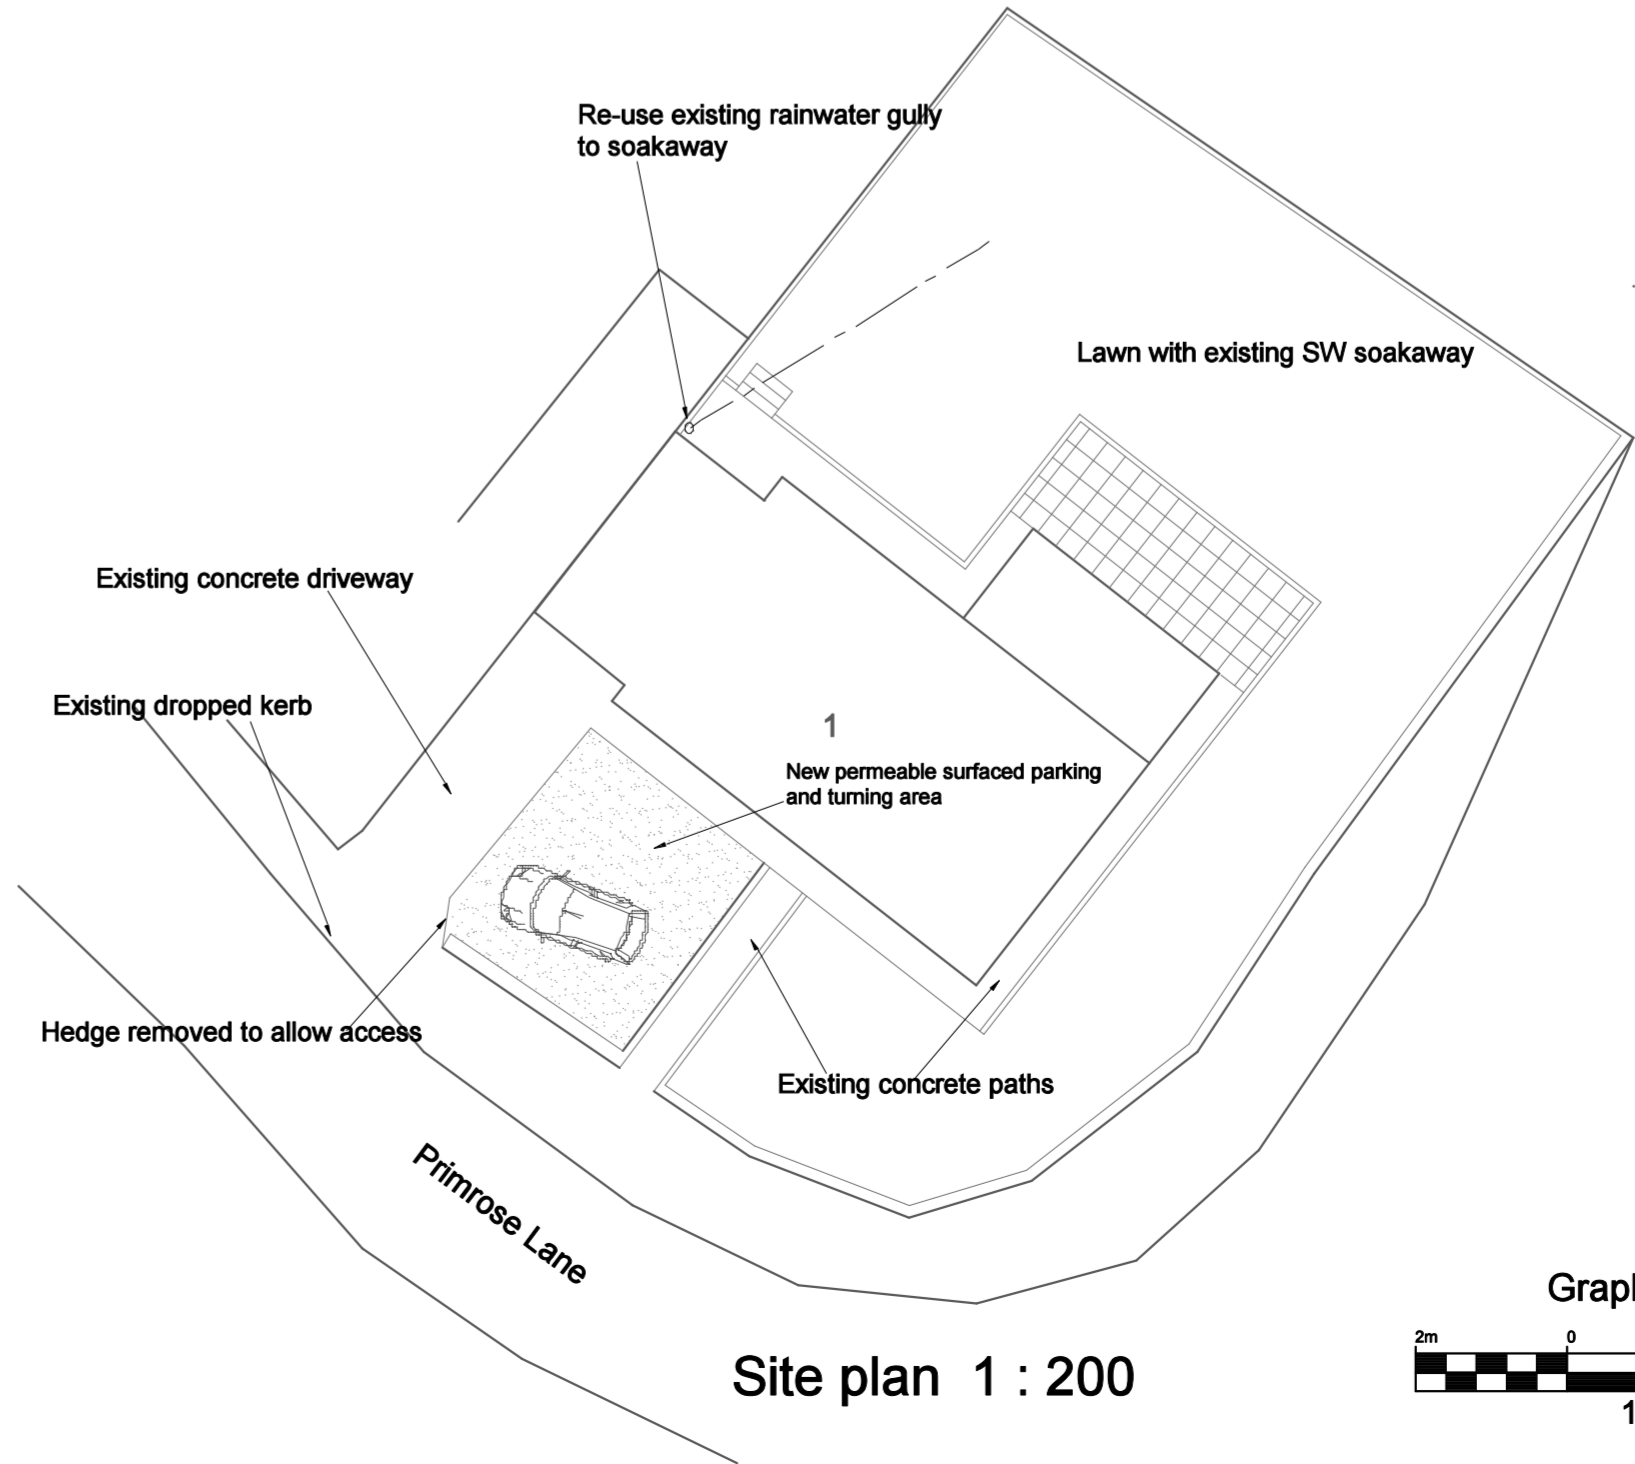 Re-use existing rainwater gully
to soakaway
Lawn with existing SW soakaway
Existing concrete driveway
Existing dropped kerb
1
New permeable surfaced parking
and turning area
Hedge removed to allow access
Existing concrete paths
Primrose Lane
Site plan 1 : 200
2m 0
1